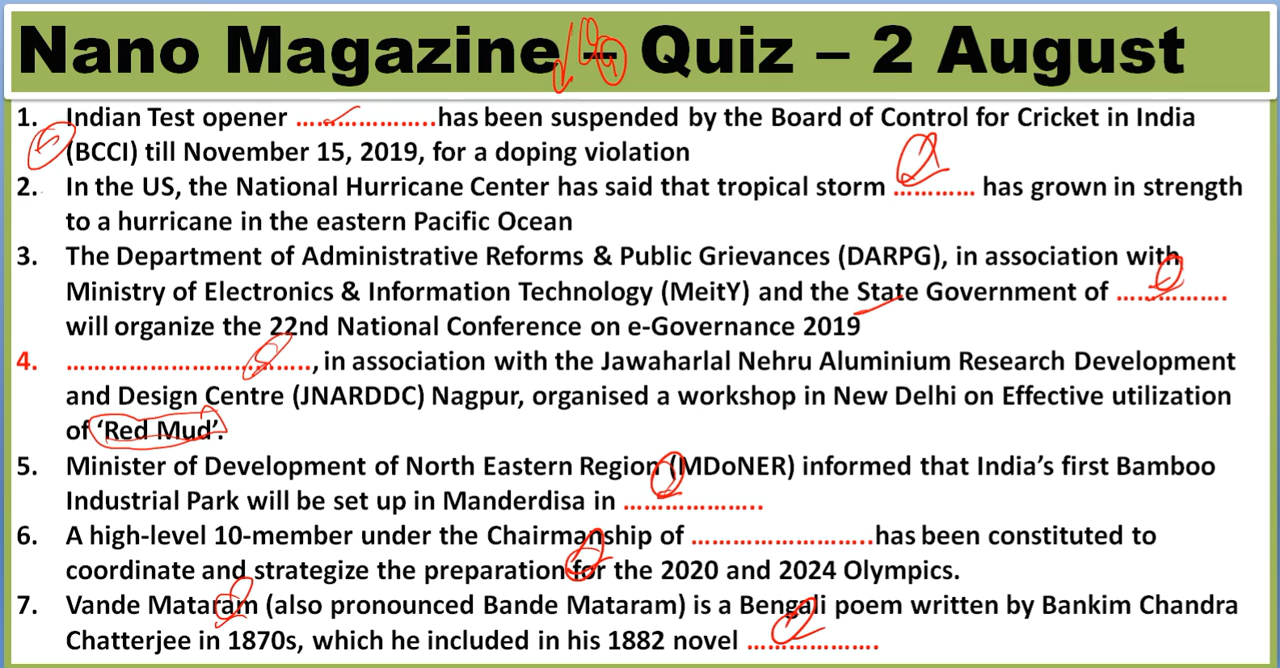 Nano Magazine – Quiz – 2 August
1. Indian Test opener ........................has been suspended by the Board of Control for Cricket in India
(BCCI) till November 15, 2019, for a doping violation
2. In the US, the National Hurricane Center has said that tropical storm ............ has grown in strength
to a hurricane in the eastern Pacific Ocean
3. The Department of Administrative Reforms & Public Grievances (DARPG), in association with
Ministry of Electronics & Information Technology (MeitY) and the State Government of .................
will organize the 22nd National Conference on e-Governance 2019
4. ......................................, in association with the Jawaharlal Nehru Aluminium Research Development
and Design Centre (JNARDDC) Nagpur, organised a workshop in New Delhi on Effective utilization
of ‘Red Mud’.
5. Minister of Development of North Eastern Region (MDoNER) informed that India’s first Bamboo
Industrial Park will be set up in Manderdisa in .....................
6. A high-level 10-member under the Chairmanship of ...........................has been constituted to
coordinate and strategize the preparation for the 2020 and 2024 Olympics.
7. Vande Mataram (also pronounced Bande Mataram) is a Bengali poem written by Bankim Chandra
Chatterjee in 1870s, which he included in his 1882 novel ....................